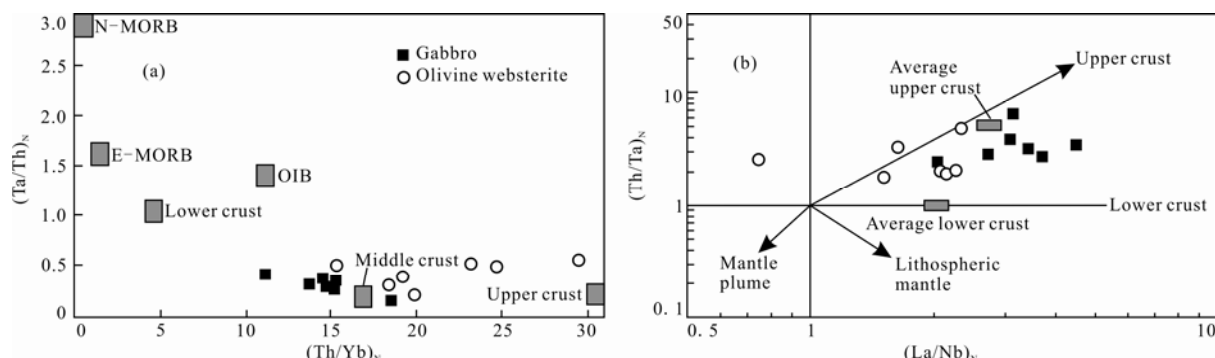 3.0
N-MORB
(a)
Gabbro
Olivine websterite
2.5
2.0
E-MORB
1.5
OIB
1.0
Lower crust
0.5
Middle crust
Upper crust
0
(Ta/Th)N
0
5
10
15
20
25
30
(Th/Yb)N
50
(b)
Average
upper crust
Upper crust
10
(Th/Ta)N
1
Average lower crust
Lower crust
Mantle
plume
Lithospheric
mantle
0.1
0.5
1
10
(La/Nb)N